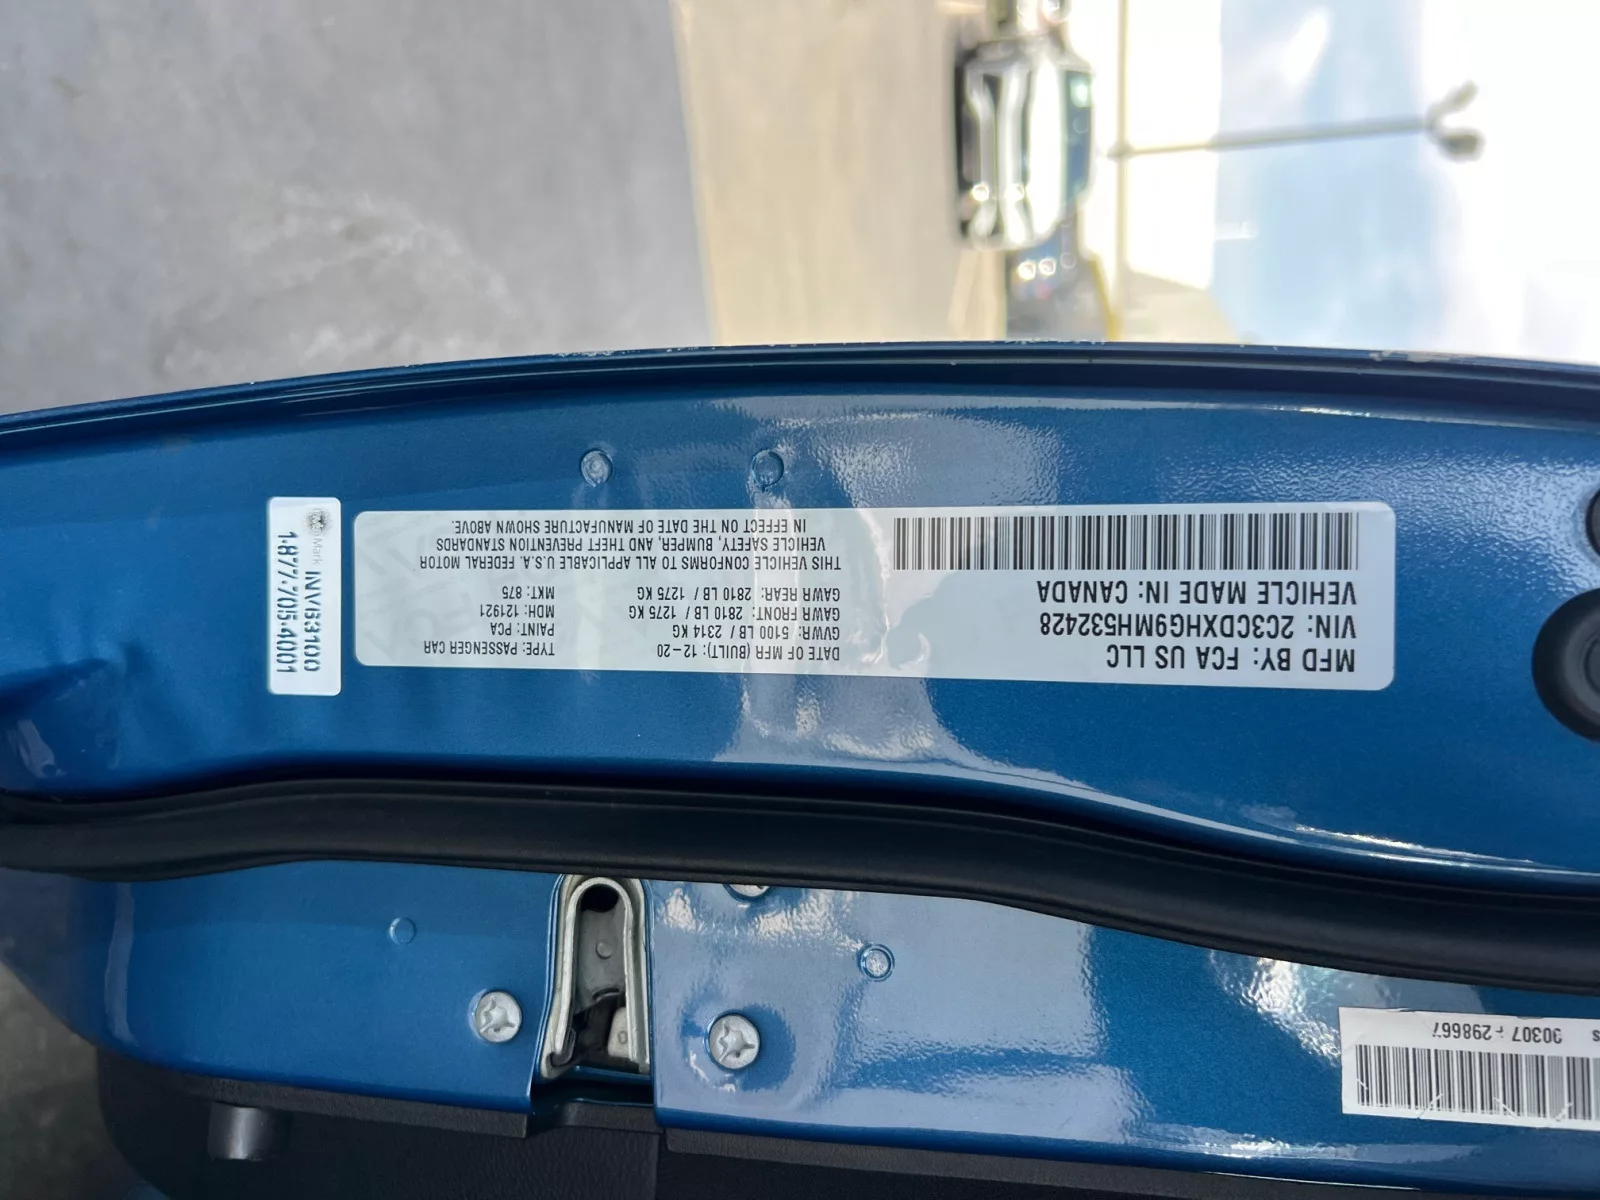 MFD BY: FCA US LLC
VIN: 2C3CDXHG9MH532428
VEHICLE MADE IN: CANADA
DATE OF MFR (BUILT): 12-20
GVWR: 5100 LB / 2314 KG
GAWR FRONT: 2810 LB / 1275 KG
GAWR REAR: 2810 LB / 1275 KG
TYPE: PASSENGER CAR
PAINT: PCA
MDH: 121921
MKT: 875
THIS VEHICLE CONFORMS TO ALL APPLICABLE U.S.A. FEDERAL MOTOR
VEHICLE SAFETY, BUMPER, AND THEFT PREVENTION STANDARDS
IN EFFECT ON THE DATE OF MANUFACTURE SHOWN ABOVE.
INV63100
1-877-705-4001